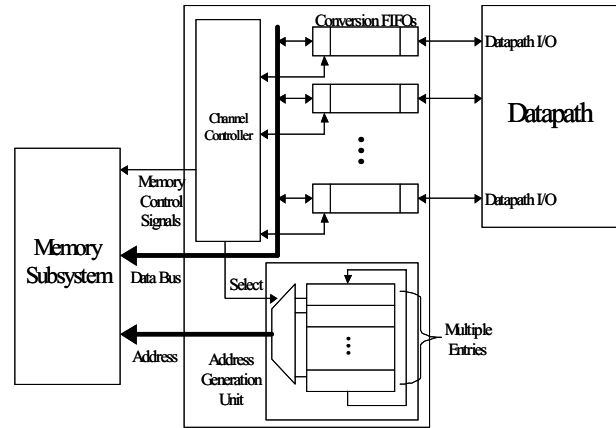 Conversion FIFOs
Datapath I/O
Datapath
Channel
Controller
Memory
Control
Signals
Datapath I/O
Memory
Subsystem
Data Bus
Select
Address
Address
Generation
Unit
Multiple
Entries